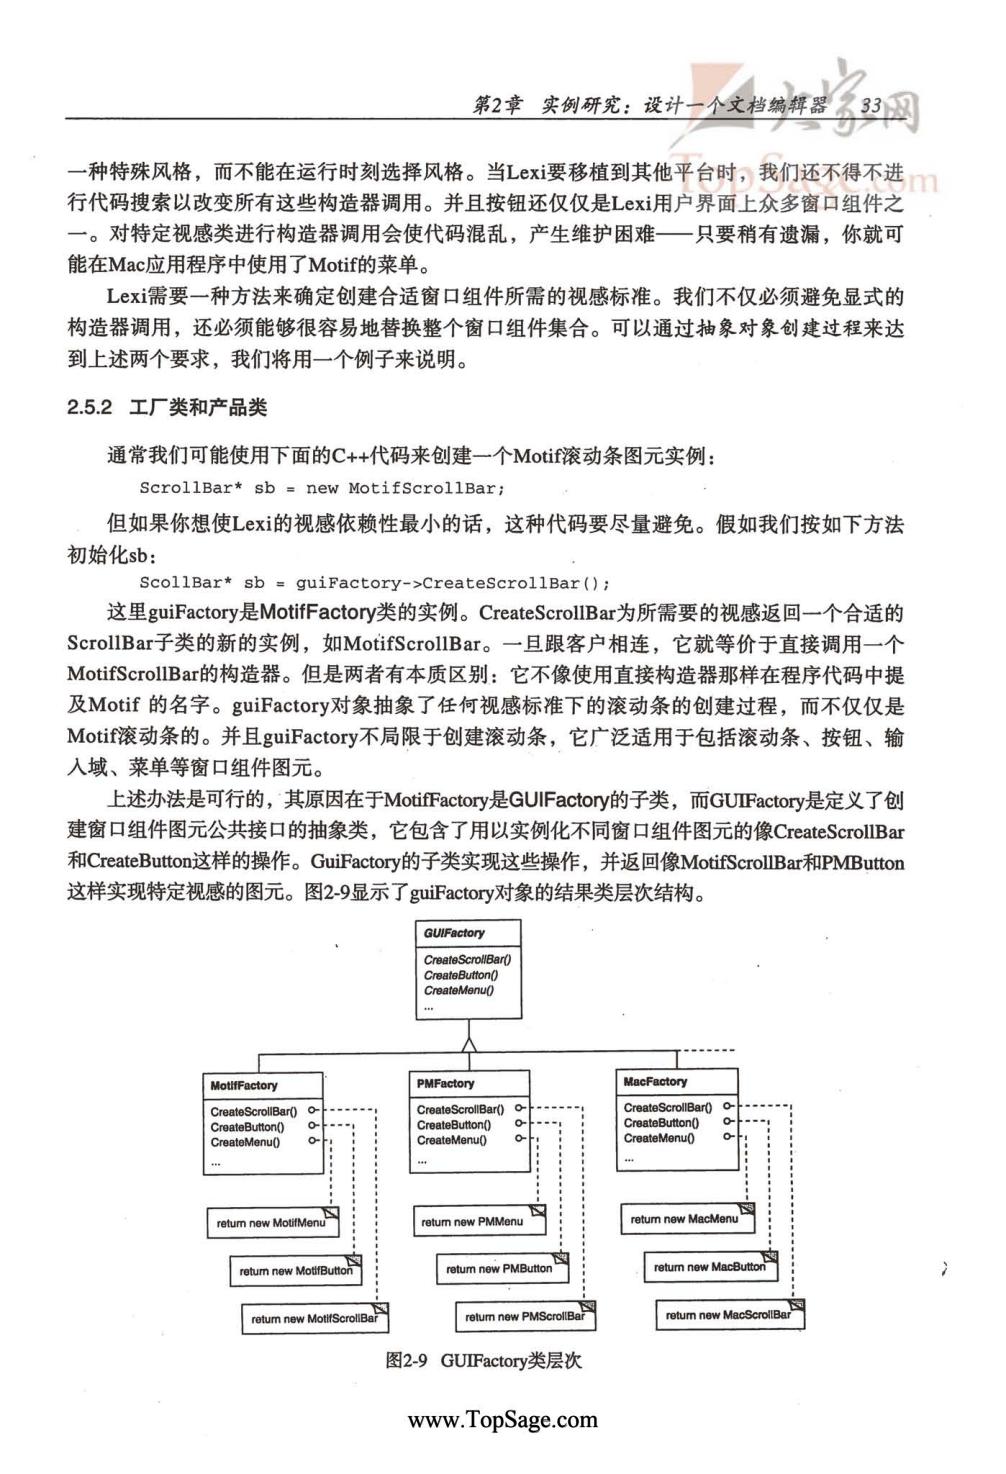 大家网
TopSage.com
第2章 实例研究：设计一个文档编辑器 33
一种特殊风格，而不能在运行时刻选择风格。当Lexi要移植到其他平台时，我们还不得不进
行代码搜索以改变所有这些构造器调用。并且按钮还仅仅是Lexi用户界面上众多窗口组件之
一。对特定视感类进行构造器调用会使代码混乱，产生维护困难——只要稍有遗漏，你就可
能在Mac应用程序中使用了Motif的菜单。
Lexi需要一种方法来确定创建合适窗口组件所需的视感标准。我们不仅必须避免显式的
构造器调用，还必须能够很容易地替换整个窗口组件集合。可以通过抽象对象创建过程来达
到上述两个要求，我们将用一个例子来说明。
2.5.2 工厂类和产品类
通常我们可能使用下面的C++代码来创建一个Motif滚动条图元实例：
ScrollBar* sb = new MotifScrollBar;
但如果你想使Lexi的视感依赖性最小的话，这种代码要尽量避免。假如我们按如下方法
初始化sb：
ScollBar* sb = guiFactory->CreateScrollBar();
这里guiFactory是MotifFactory类的实例。CreateScrollBar为所需要的视感返回一个合适的
ScrollBar子类的新的实例，如MotifScrollBar。一旦跟客户相连，它就等价于直接调用一个
MotifScrollBar的构造器。但是两者有本质区别：它不像使用直接构造器那样在程序代码中提
及Motif 的名字。guiFactory对象抽象了任何视感标准下的滚动条的创建过程，而不仅仅是
Motif滚动条的。并且guiFactory不局限于创建滚动条，它广泛适用于包括滚动条、按钮、输
入域、菜单等窗口组件图元。
上述办法是可行的，其原因在于MotifFactory是GUIFactory的子类，而GUIFactory是定义了创
建窗口组件图元公共接口的抽象类，它包含了用以实例化不同窗口组件图元的像CreateScrollBar
和CreateButton这样的操作。GuiFactory的子类实现这些操作，并返回像MotifScrollBar和PMButton
这样实现特定视感的图元。图2-9显示了guiFactory对象的结果类层次结构。
GUIFactory
CreateScrollBar()
CreateButton()
CreateMenu()
...
MotifFactory
CreateScrollBar()
CreateButton()
CreateMenu()
...
return new MotifMenu
return new MotifButton
return new MotifScrollBar
PMFactory
CreateScrollBar()
CreateButton()
CreateMenu()
...
return new PMMenu
return new PMButton
return new PMScrollBar
MacFactory
CreateScrollBar()
CreateButton()
CreateMenu()
...
return new MacMenu
return new MacButton
return new MacScrollBar
图2-9 GUIFactory类层次
www.TopSage.com